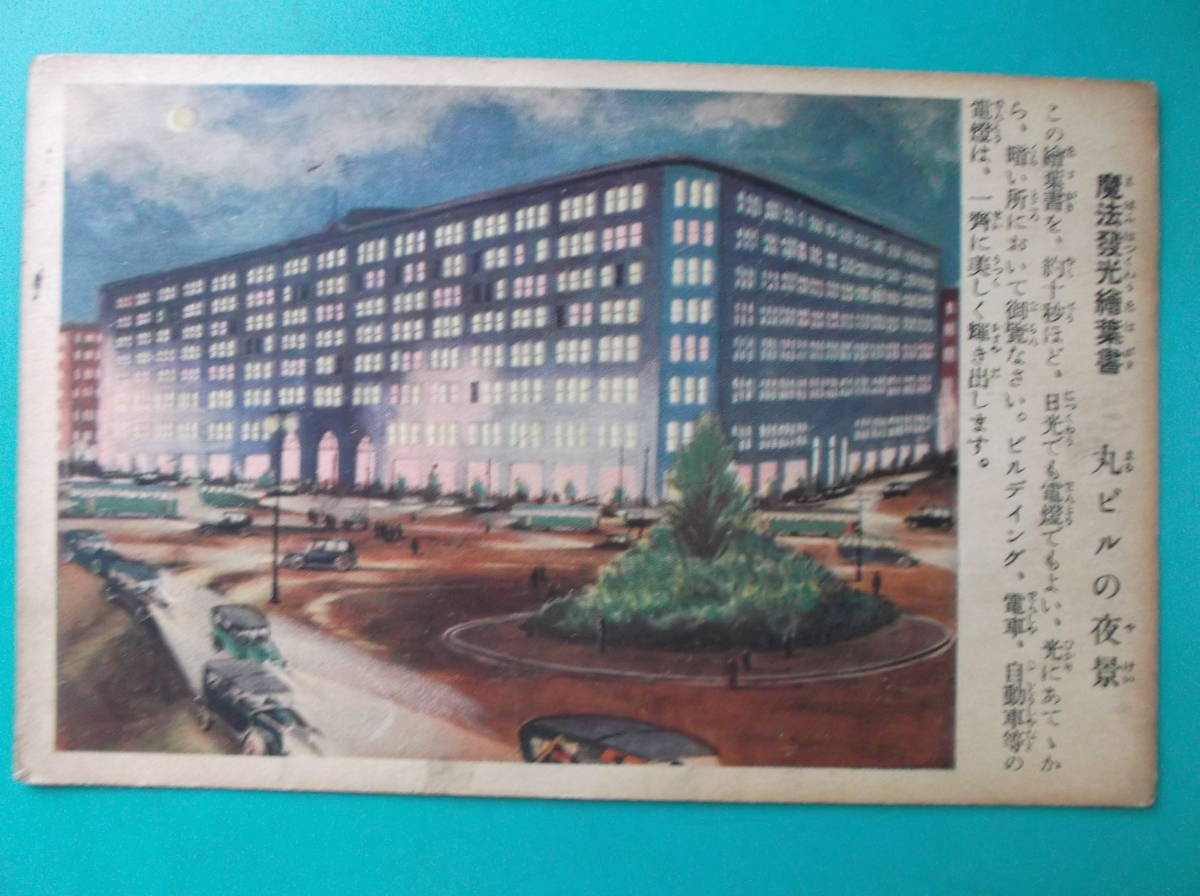 魔法發光繪葉書 丸ビルの夜景
この繪葉書を、約十秒ほど、日光でも電燈でもよい、光にあてゝか
ら、暗い所において御覽なさい。ビルディング、電車、自動車等の
電燈は、一齊に美しく輝き出します。